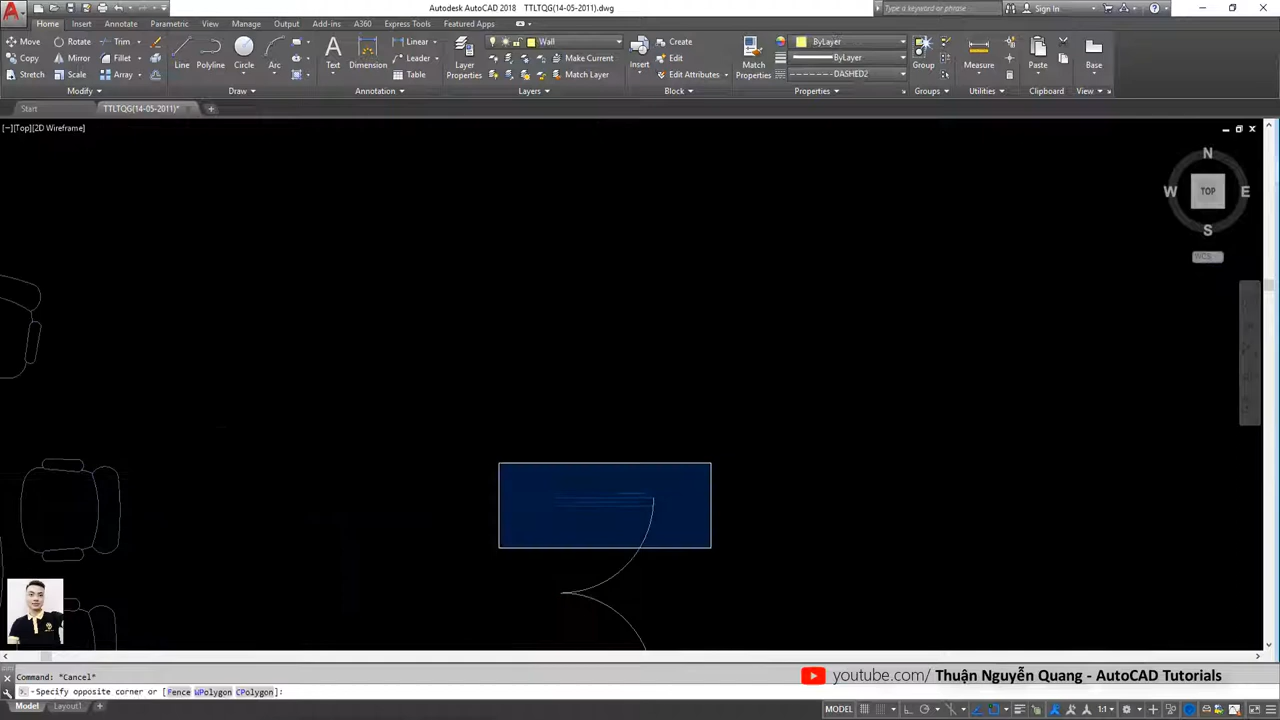 Autodesk AutoCAD 2018 TTLTQG(14-05-2011).dwg
Type a keyword or phrase
Sign In
Home Insert Annotate Parametric View Manage Output Add-ins A360 Express Tools Featured Apps
Move Rotate Trim
Copy Mirror Fillet
Stretch Scale Array
Line Polyline Circle Arc
Text Dimension
Linear
Leader
Table
Layer Properties
Wall
Make Current
Match Layer
Insert
Create
Edit
Edit Attributes
Match Properties
ByLayer
ByLayer
DASHED2
Group
Measure
Paste
Base
Modify Draw Annotation Layers Block Properties Groups Utilities Clipboard View
Start TTLTQG(14-05-2011)*
[−][Top][2D Wireframe]
N
W TOP E
S
WCS
Command: *Cancel*
Specify opposite corner or [Fence WPolygon CPolygon]:
youtube.com/ Thuận Nguyễn Quang - AutoCAD Tutorials
Model Layout1 +
MODEL 1:1